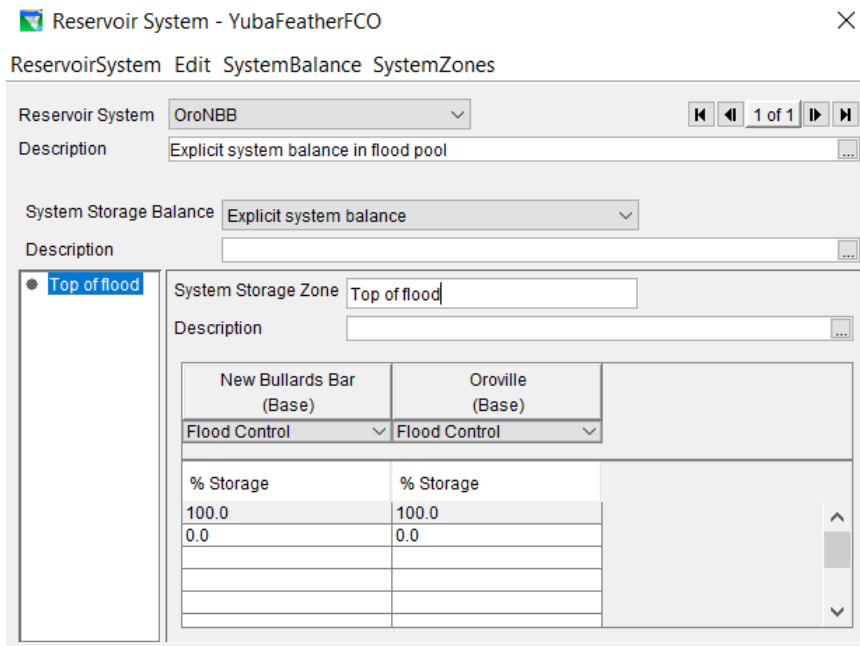 Reservoir System - YubaFeatherFCO
ReservoirSystem Edit SystemBalance SystemZones
Reservoir System OroNBB 1 of 1
Description Explicit system balance in flood pool ...
System Storage Balance Explicit system balance
Description ...
Top of flood System Storage Zone Top of flood
Description ...
New Bullards Bar Oroville
(Base) (Base)
Flood Control Flood Control
% Storage % Storage
100.0 100.0
0.0 0.0